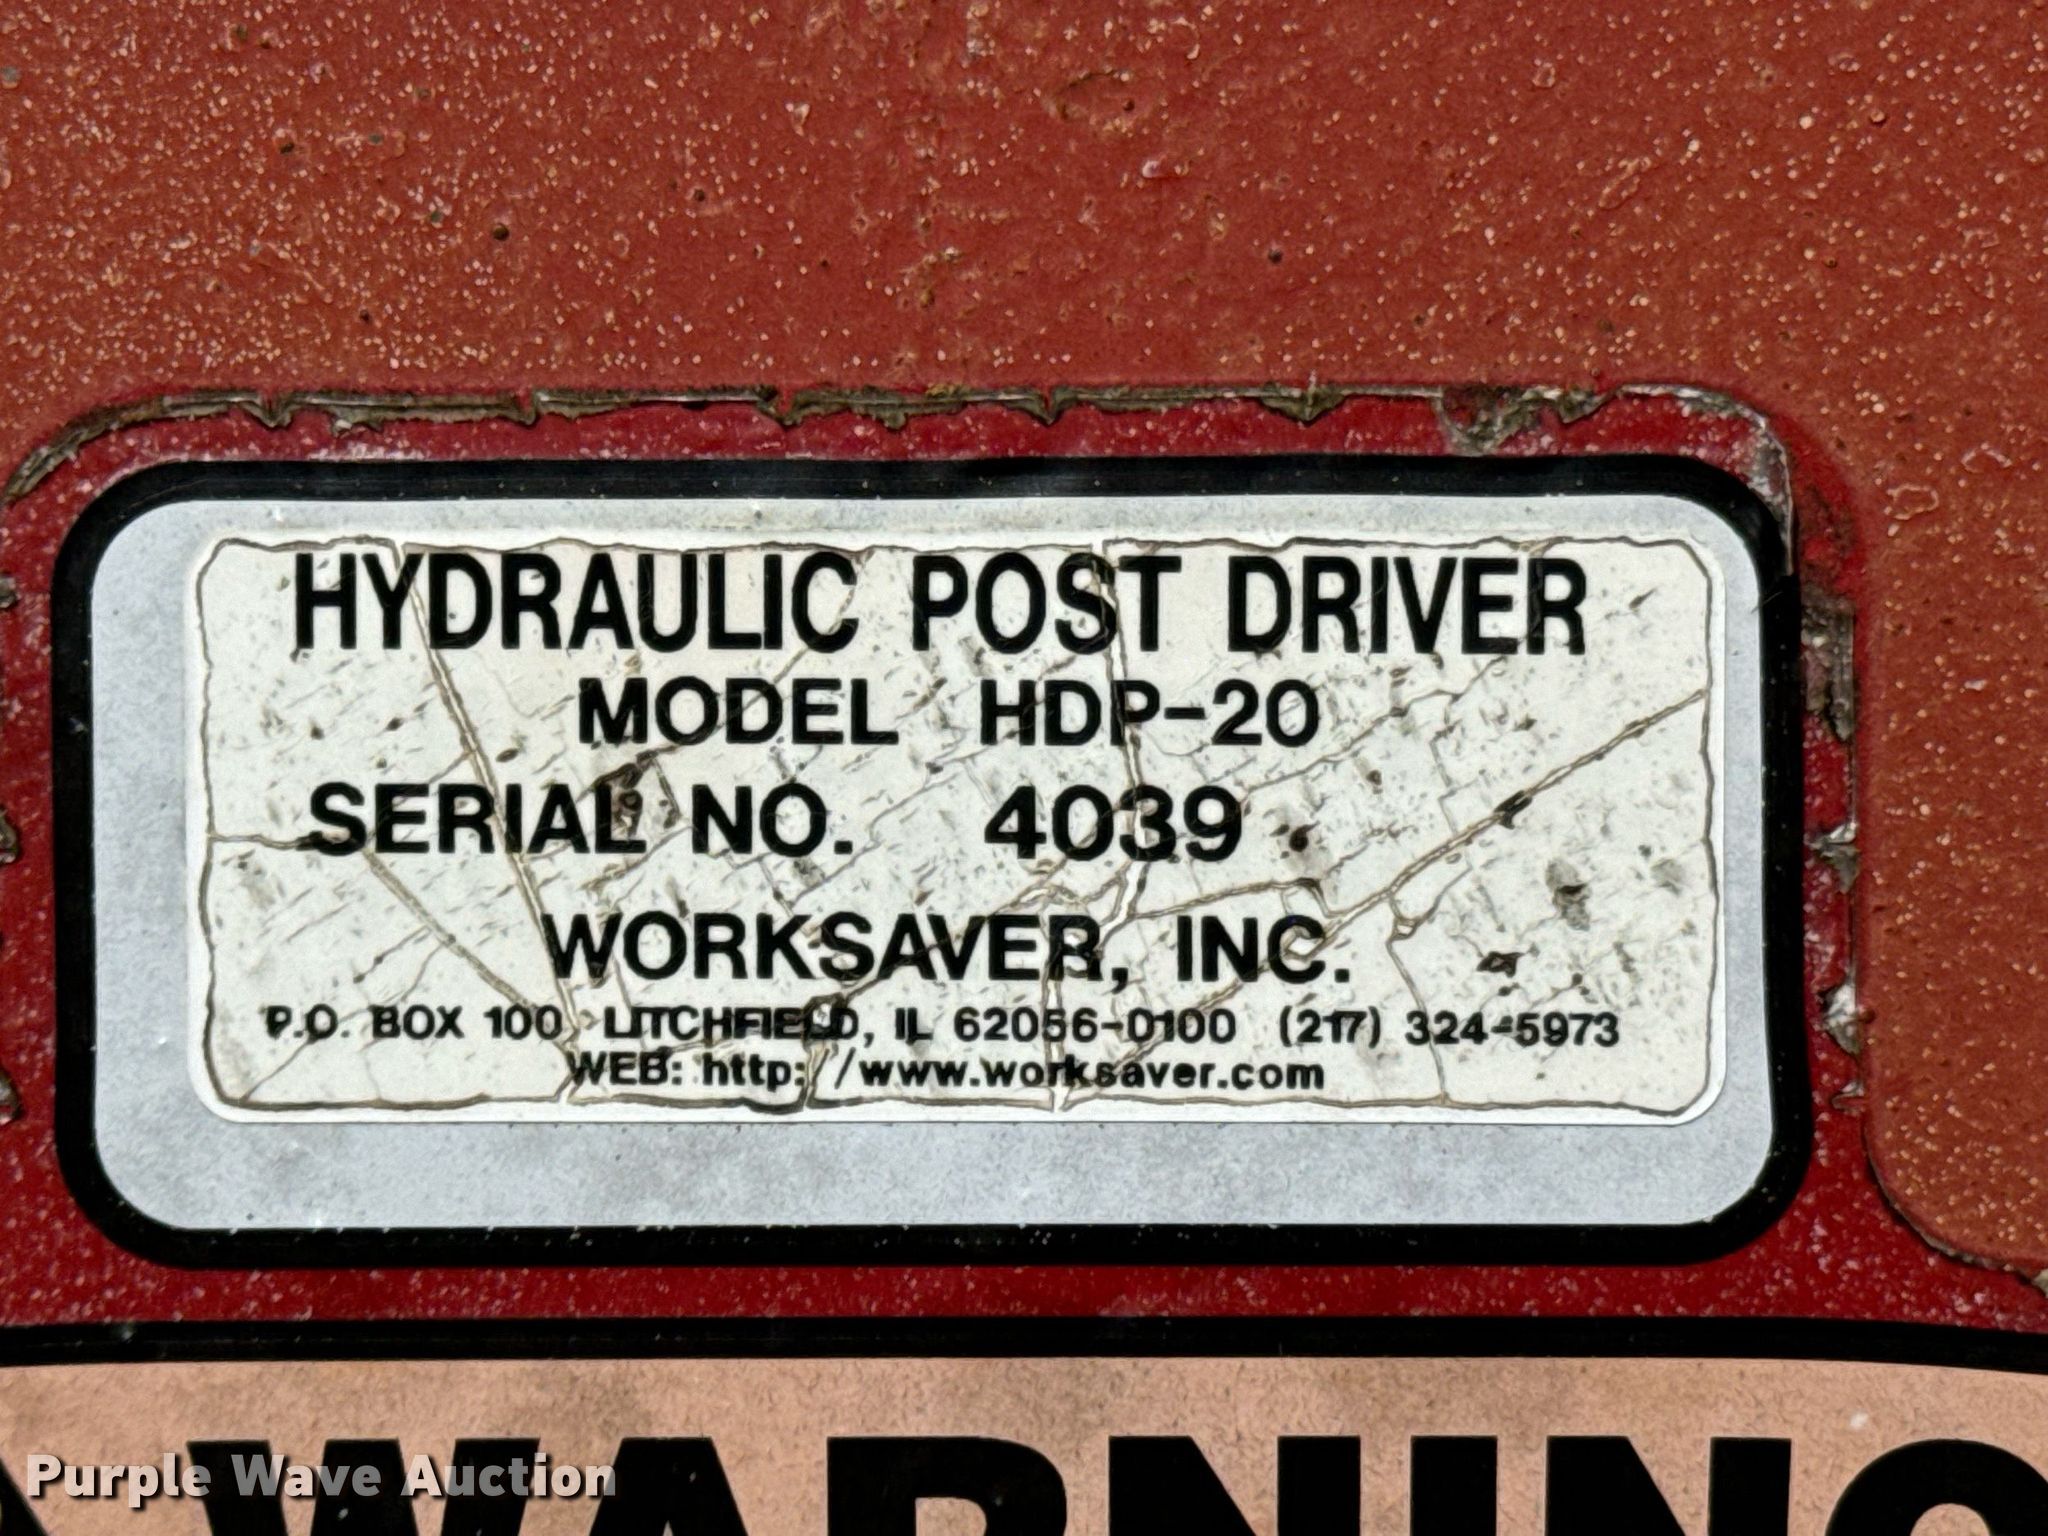 HYDRAULIC POST DRIVER
MODEL HDP-20
SERIAL NO. 4039
WORKSAVER, INC.
P.O. BOX 100, LITCHFIELD, IL 62056-0100 (217) 324-5973
WEB: http://www.worksaver.com
WARNING
Purple Wave Auction